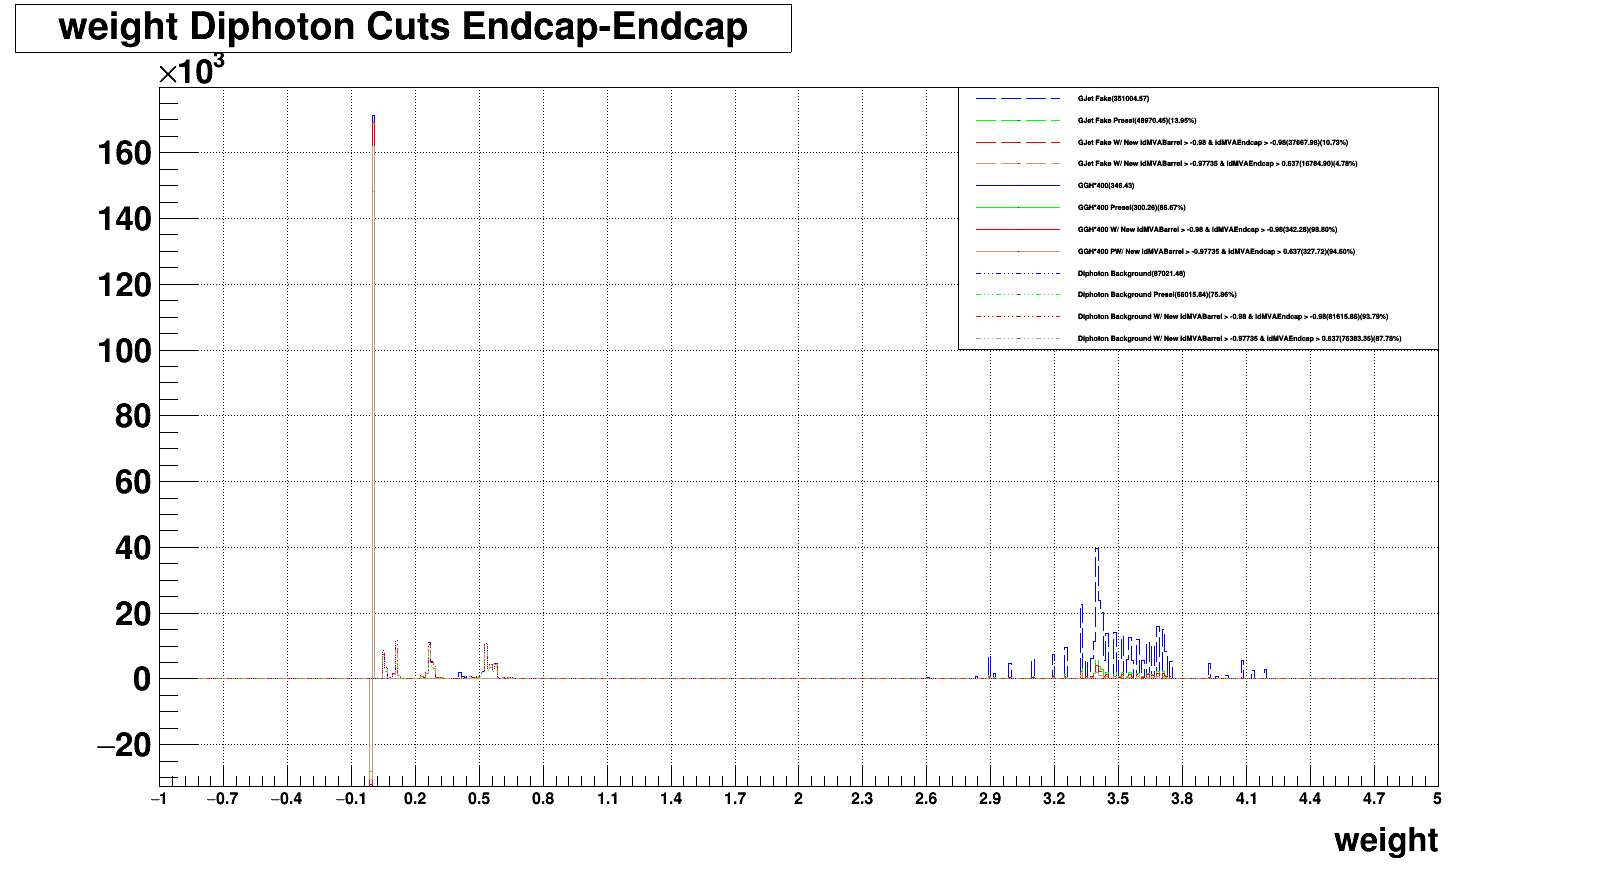 weight Diphoton Cuts Endcap-Endcap
×10³
GJet Fake(351004.57)
GJet Fake Presel(48970.45)(13.95%)
GJet Fake W/ New IdMVABarrel > -0.98 & IdMVAEndcap > -0.98(37667.98)(10.73%)
GJet Fake W/ New IdMVABarrel > -0.97735 & IdMVAEndcap > 0.637(16784.90)(4.78%)
GGH*400(346.43)
GGH*400 Presel(300.26)(86.67%)
GGH*400 W/ New IdMVABarrel > -0.98 & IdMVAEndcap > -0.98(342.28)(98.80%)
GGH*400 PW/ New IdMVABarrel > -0.97735 & IdMVAEndcap > 0.637(327.72)(94.60%)
Diphoton Background(87021.48)
Diphoton Background Presel(66015.84)(75.86%)
Diphoton Background W/ New IdMVABarrel > -0.98 & IdMVAEndcap > -0.98(81615.66)(93.79%)
Diphoton Background W/ New IdMVABarrel > -0.97735 & IdMVAEndcap > 0.637(76383.35)(87.78%)
160
140
120
100
80
60
40
20
0
−20
−1 −0.7 −0.4 −0.1 0.2 0.5 0.8 1.1 1.4 1.7 2 2.3 2.6 2.9 3.2 3.5 3.8 4.1 4.4 4.7 5
weight